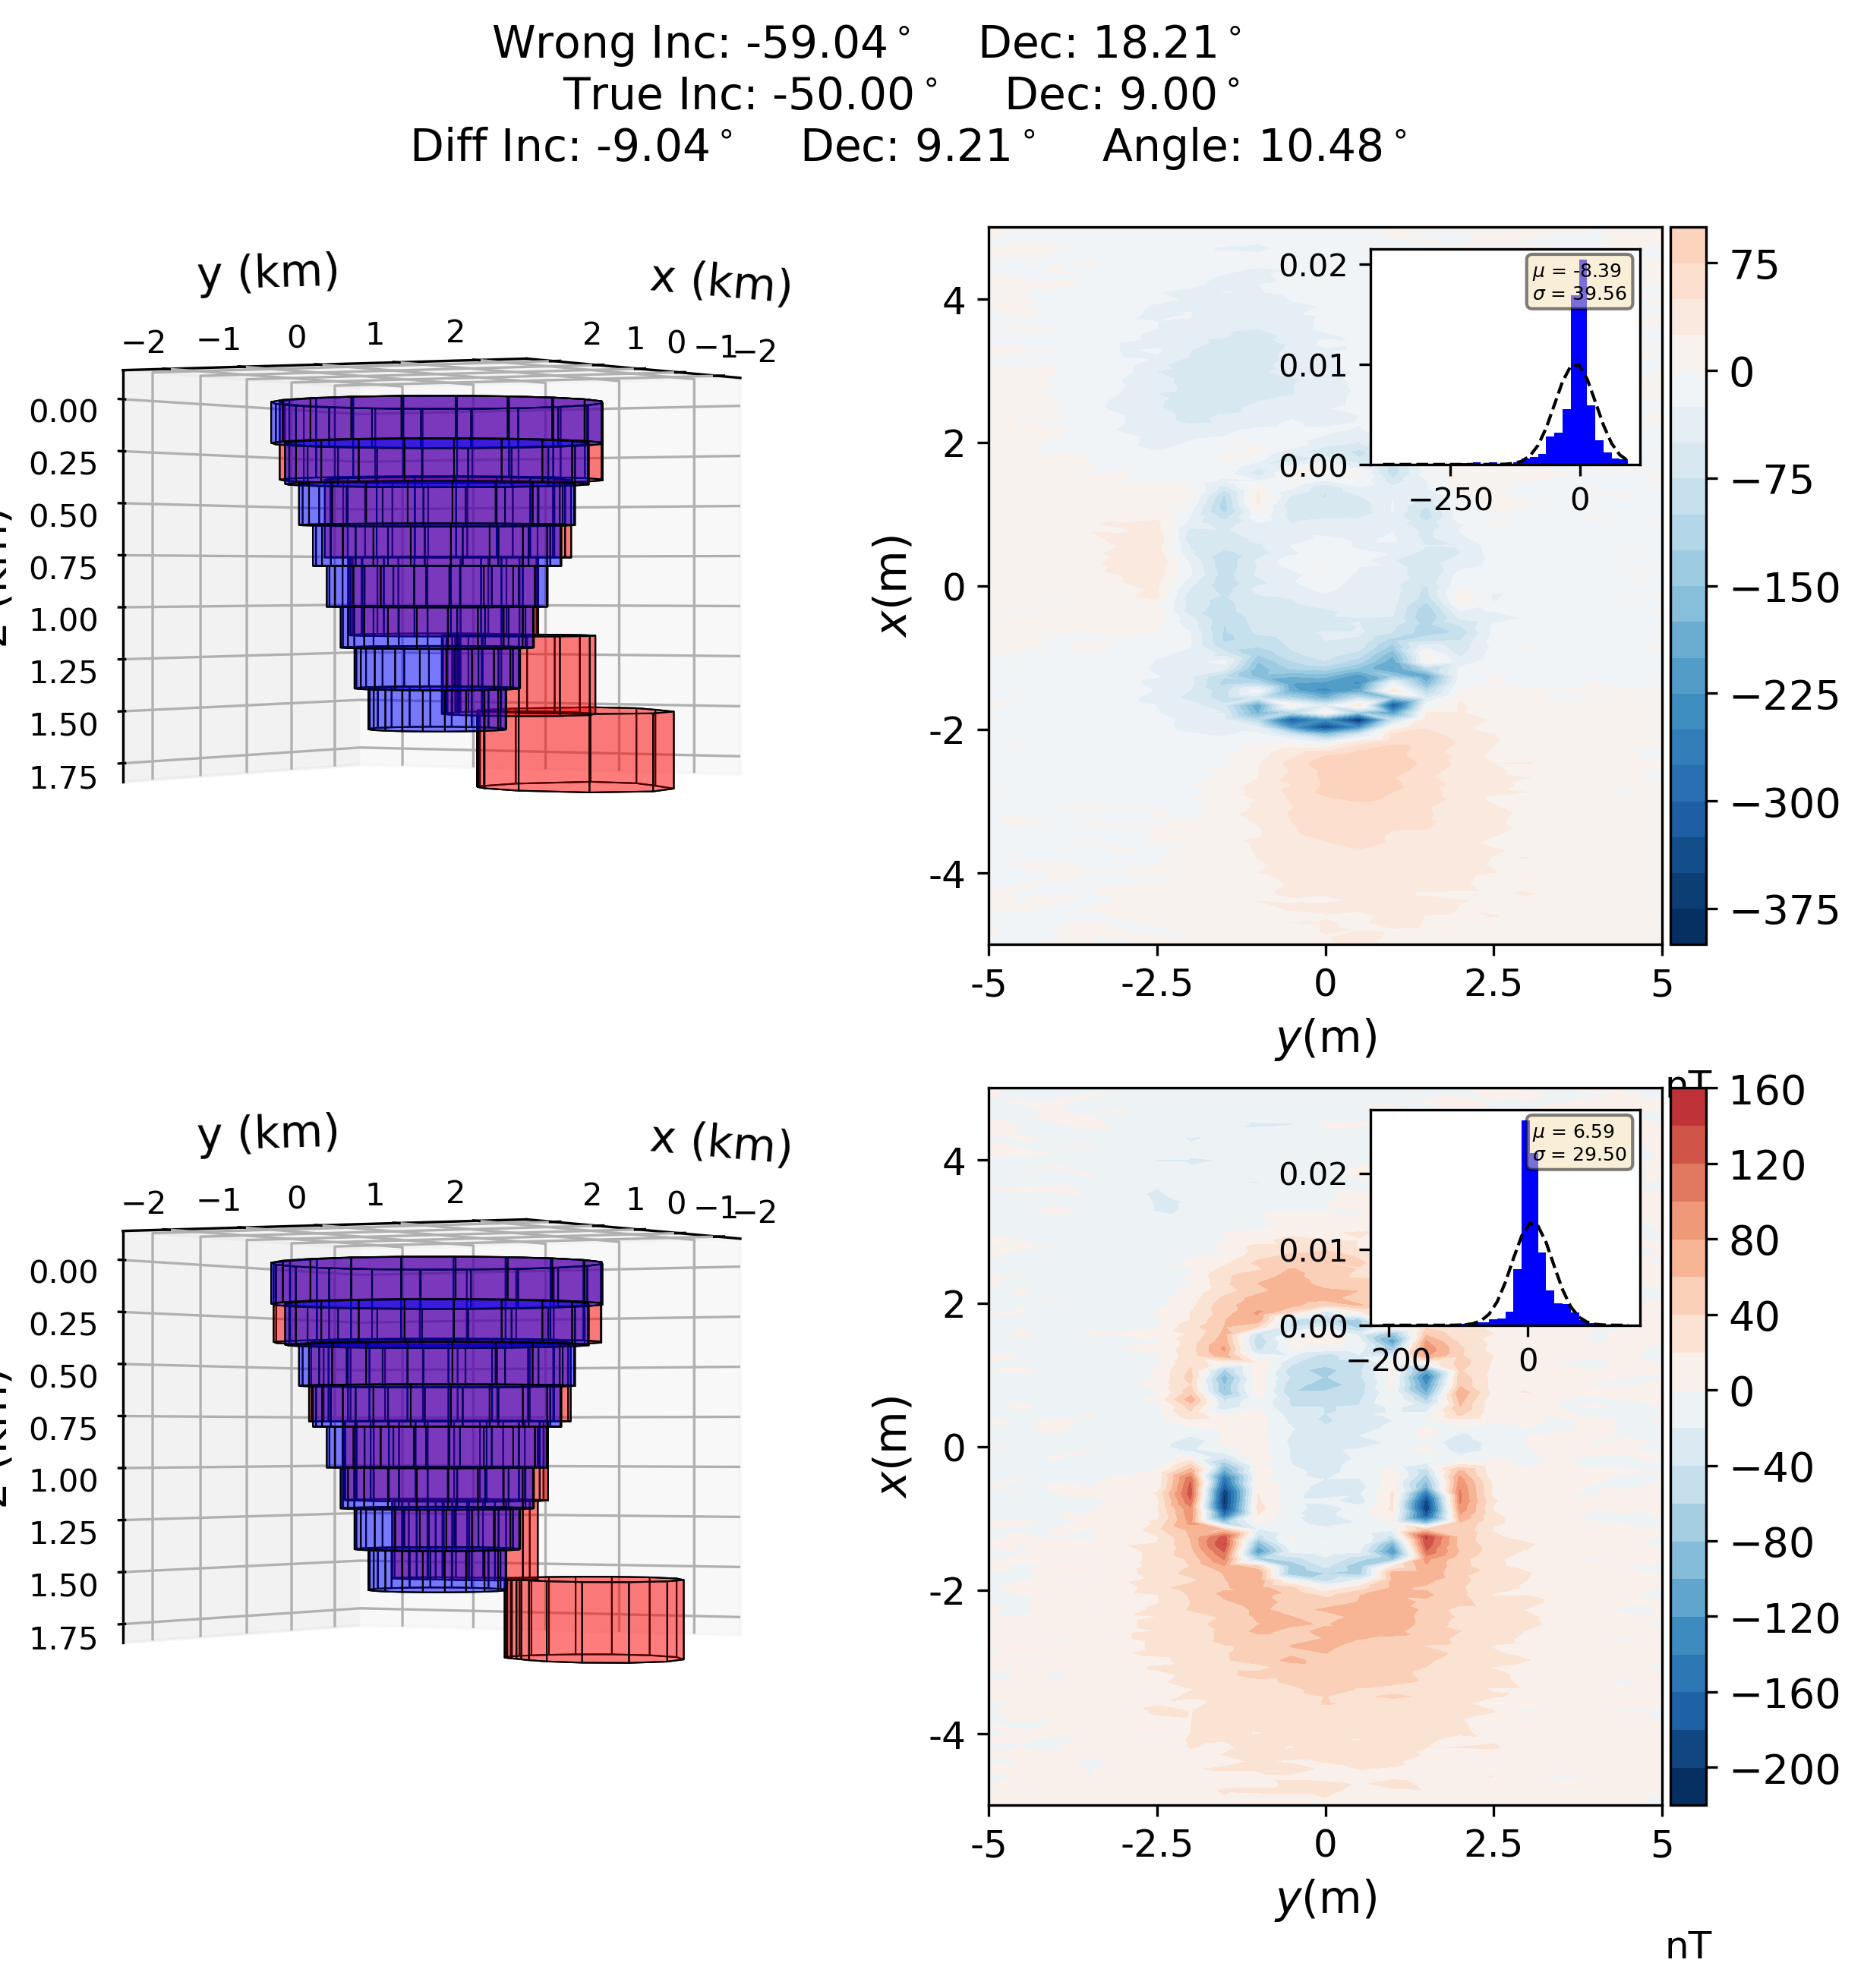 Wrong Inc: -59.04° Dec: 18.21°
True Inc: -50.00° Dec: 9.00°
Diff Inc: -9.04° Dec: 9.21° Angle: 10.48°
y (km) x (km)
−2 −1 0 1 2 2 1 0 −1 −2
0.00
0.25
0.50
0.75
1.00
1.25
1.50
1.75
0.02
0.01
0.00
−250 0
μ = -8.39
σ = 39.56
4
2
0
-2
-4
x(m)
-5 -2.5 0 2.5 5
y(m)
75
0
−75
−150
−225
−300
−375
nT
y (km) x (km)
−2 −1 0 1 2 2 1 0 −1 −2
0.00
0.25
0.50
0.75
1.00
1.25
1.50
1.75
0.02
0.01
0.00
−200 0
μ = 6.59
σ = 29.50
4
2
0
-2
-4
x(m)
-5 -2.5 0 2.5 5
y(m)
160
120
80
40
0
−40
−80
−120
−160
−200
nT